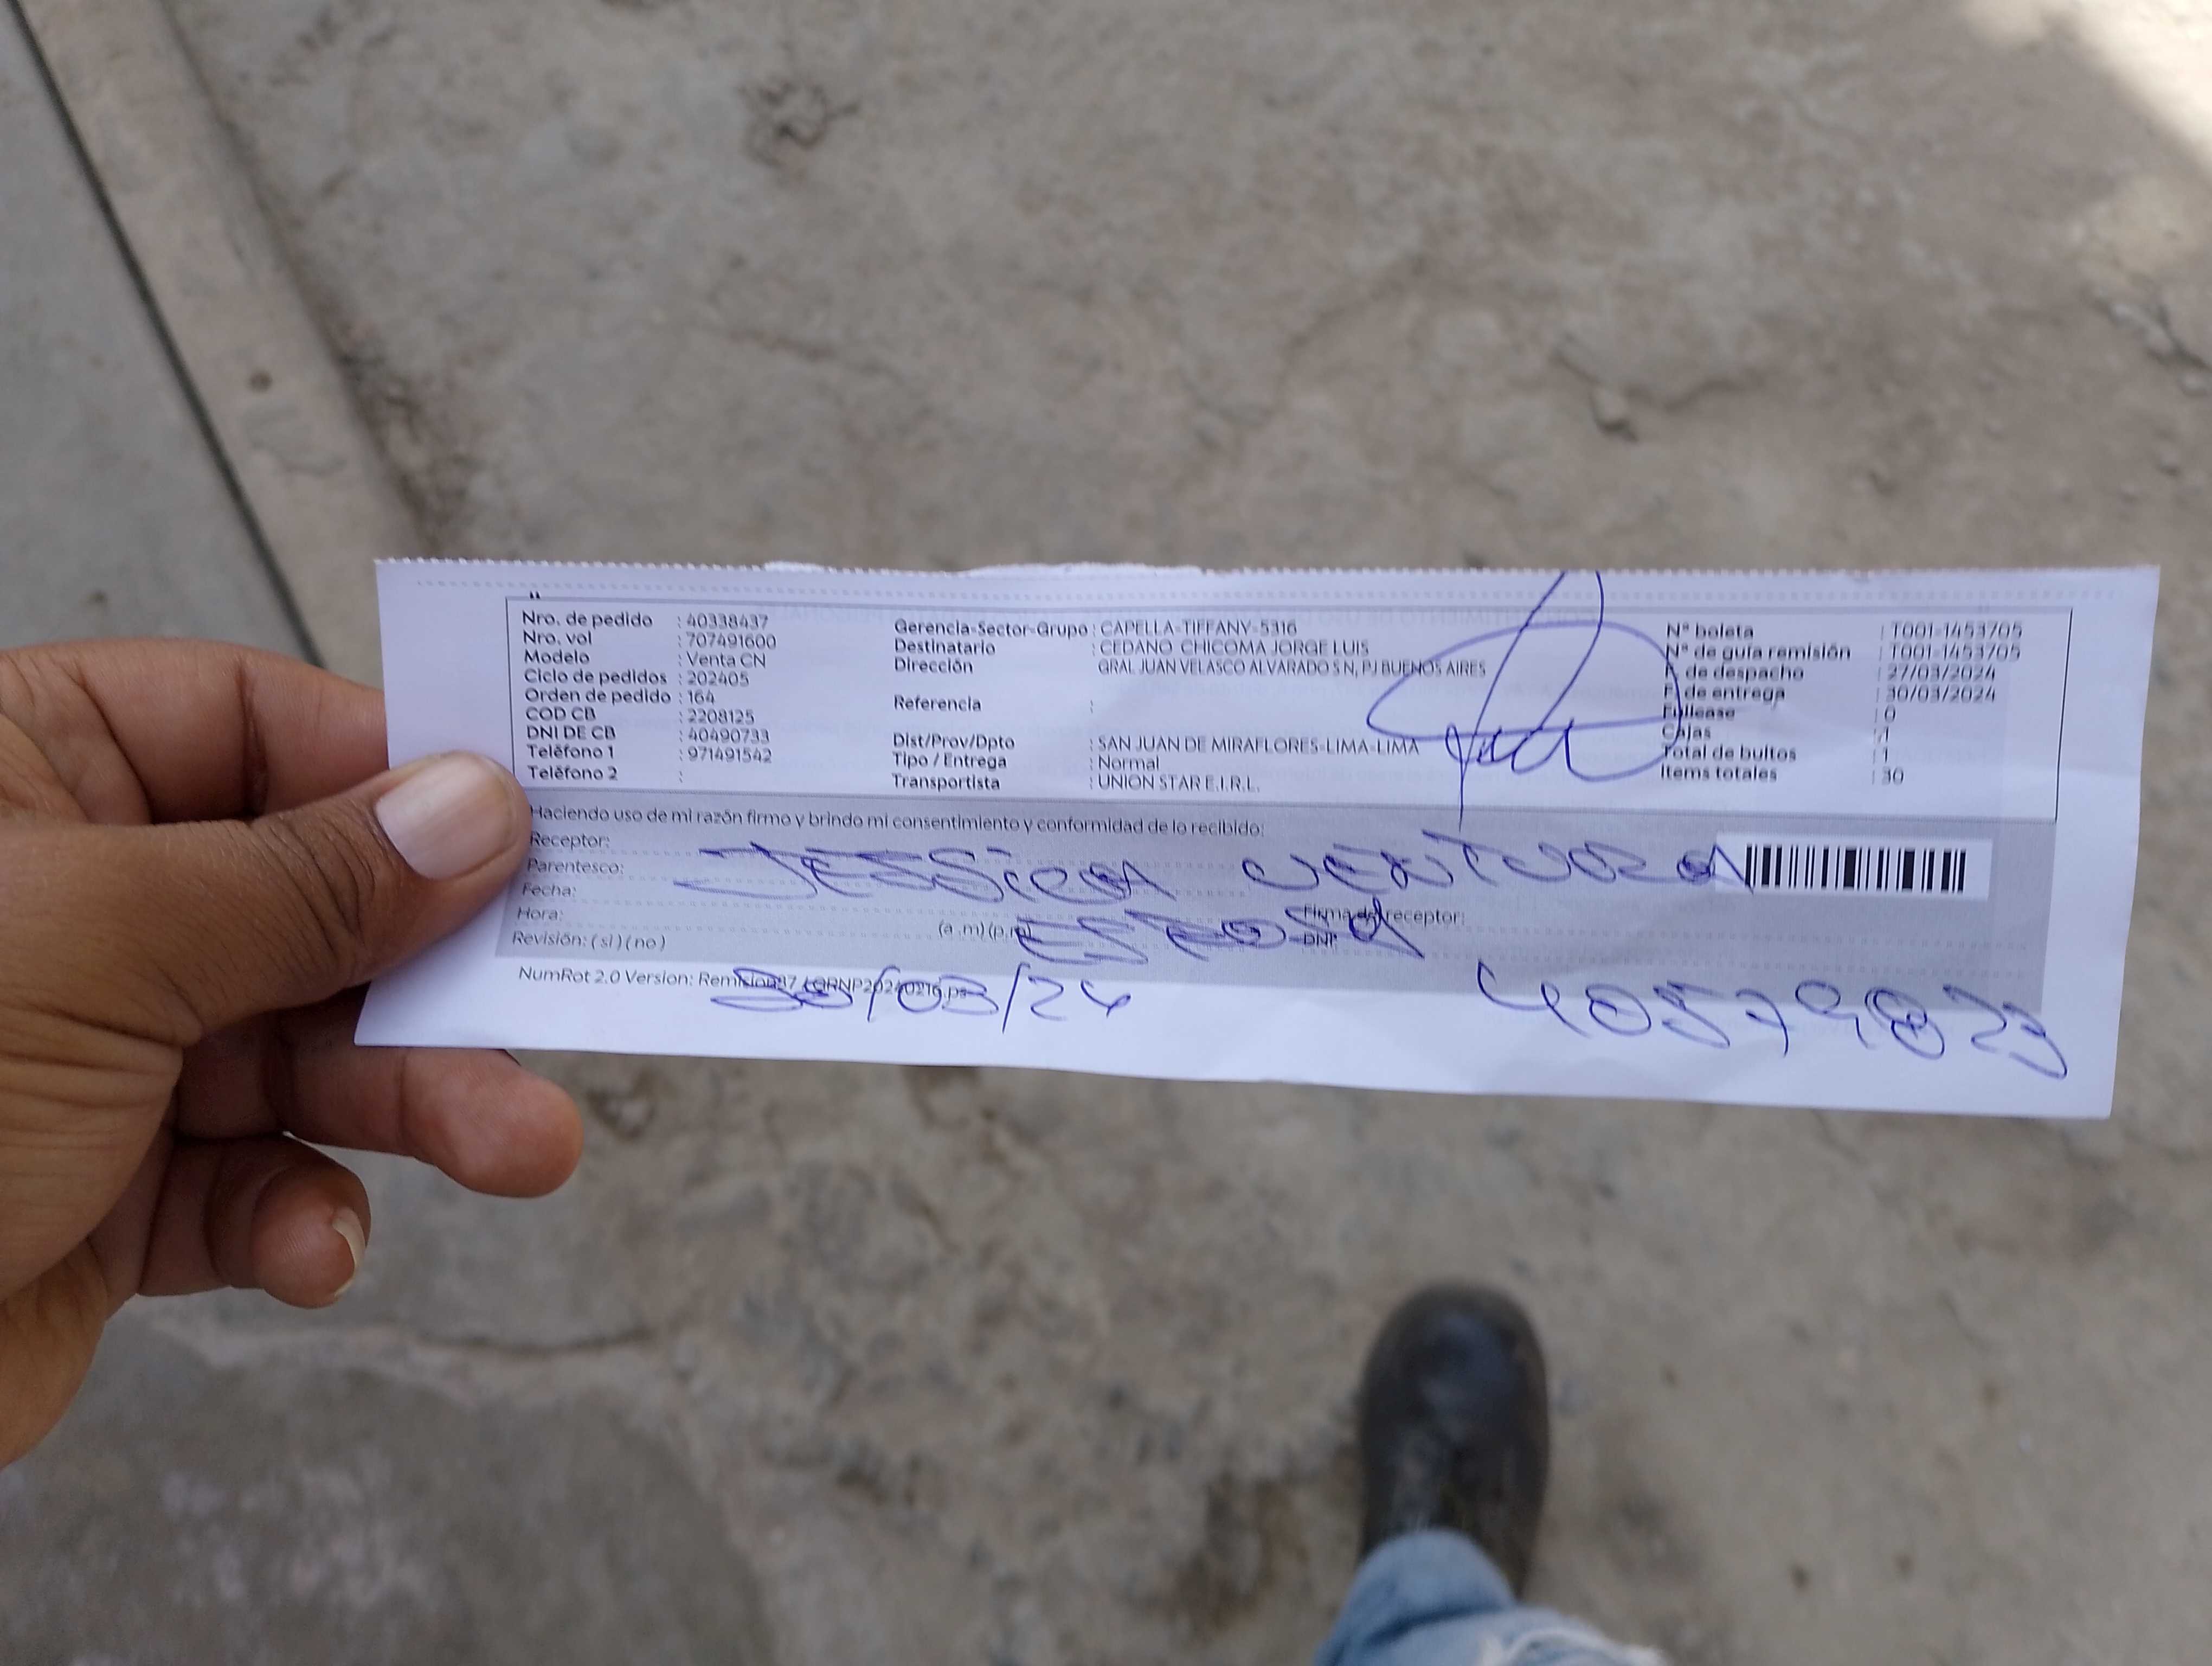 Nro. de pedido : 40338437
Nro. vol : 707491600
Modelo : Venta CN
Ciclo de pedidos : 202405
Orden de pedido : 164
COD CB : 2208125
DNI DE CB : 40490733
Teléfono 1 : 971491542
Teléfono 2 :
Gerencia-Sector-Grupo : CAPELLA-TIFFANY-5316
Destinatario : CEDANO CHICOMA JORGE LUIS
Dirección GRAL JUAN VELASCO ALVARADO S N, PJ BUENOS AIRES
Referencia :
Dist/Prov/Dpto : SAN JUAN DE MIRAFLORES-LIMA-LIMA
Tipo / Entrega : Normal
Transportista : UNION STAR E.I.R.L.
N° boleta : T001-1453705
N° de guía remisión : T001-1453705
F. de despacho : 27/03/2024
F. de entrega : 30/03/2024
Fullease : 0
Cajas : 1
Total de bultos : 1
Items totales : 30
Haciendo uso de mi razón firmo y brindo mi consentimiento y conformidad de lo recibido:
Receptor: JESSicA VENTURA
Parentesco: ESPOSA
Fecha: 30/03/24
Hora: (a .m) (p.m)
Firma del receptor:
DNI: 40579823
Revisión: ( si ) ( no )
NumRot 2.0 Version: